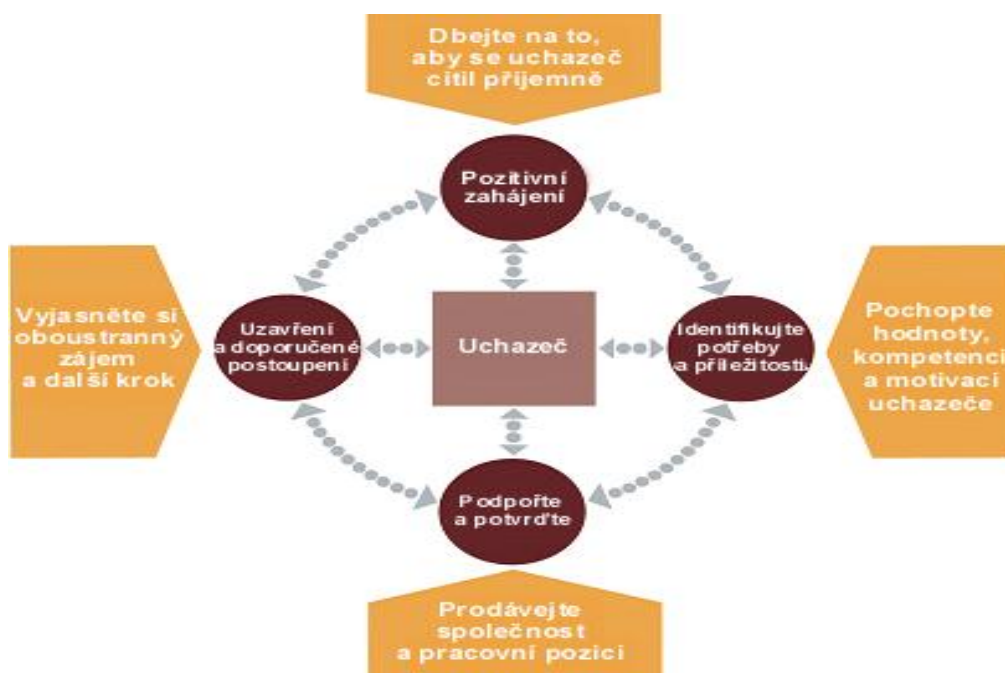 Dbejte na to,
aby se uchazeč
cítil příjemně
Pozitivní
zahájení
Vyjasněte si
oboustranný
zájem
a další krok
Uzavření
a doporučené
postoupení
Uchazeč
Identifikujte
potřeby
a příležitosti
Pochopte
hodnoty,
kompetenci
a motivaci
uchazeče
Podpořte
a potvrďte
Prodávejte
společnost
a pracovní pozici